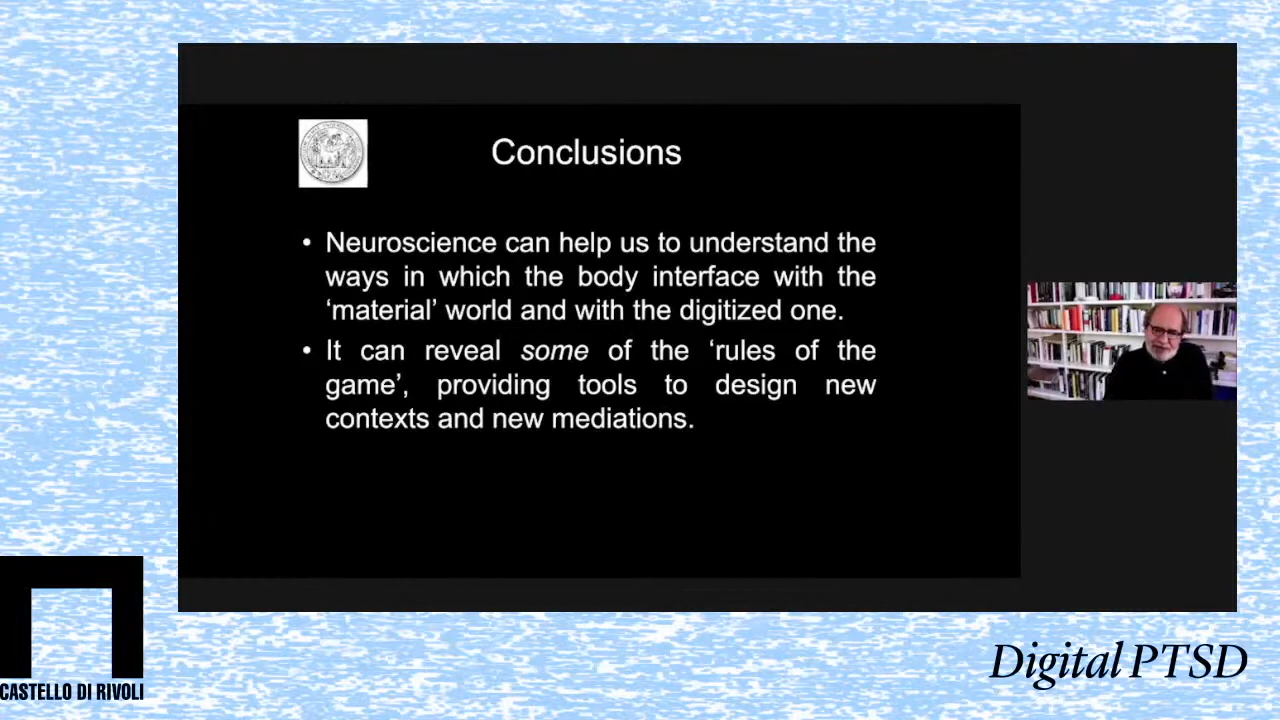 Conclusions
• Neuroscience can help us to understand the
ways in which the body interface with the
‘material’ world and with the digitized one.
• It can reveal some of the ‘rules of the
game’, providing tools to design new
contexts and new mediations.
CASTELLO DI RIVOLI
Digital PTSD